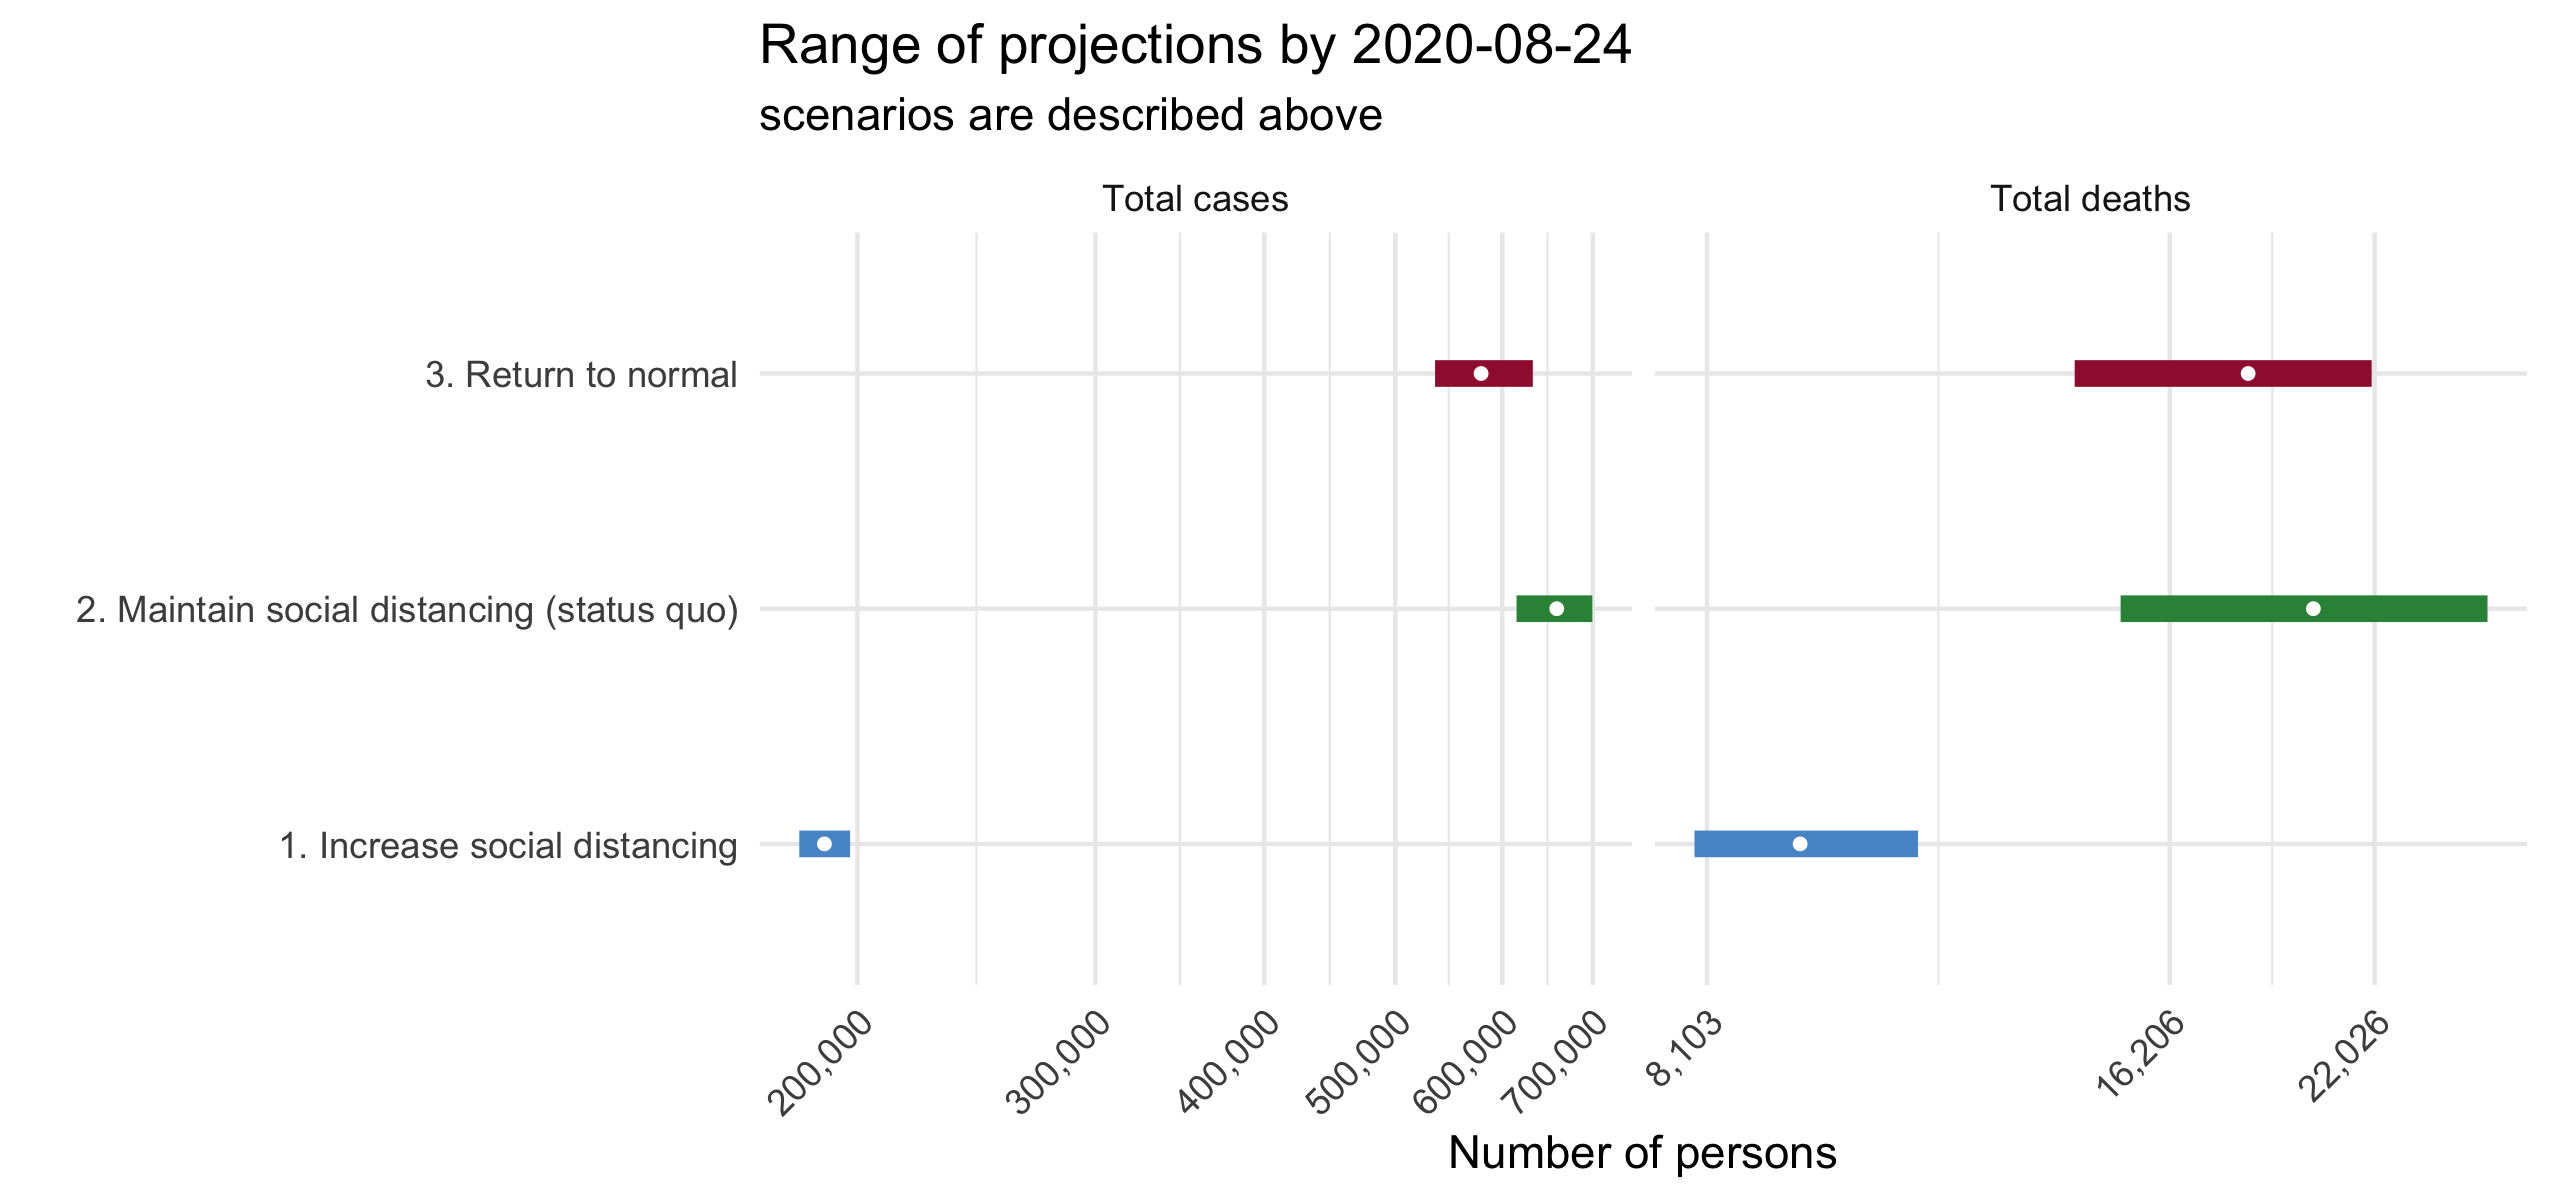 Range of projections by 2020-08-24
scenarios are described above
Total cases
Total deaths
3. Return to normal
2. Maintain social distancing (status quo)
1. Increase social distancing
200,000
300,000
400,000
500,000
600,000
700,000
8,103
16,206
22,026
Number of persons